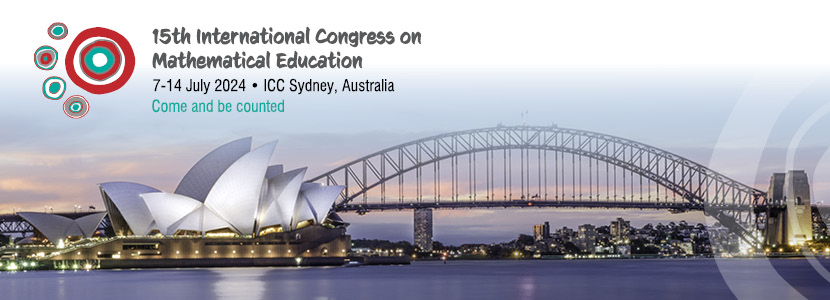 15th International Congress on
Mathematical Education
7-14 July 2024 • ICC Sydney, Australia
Come and be counted